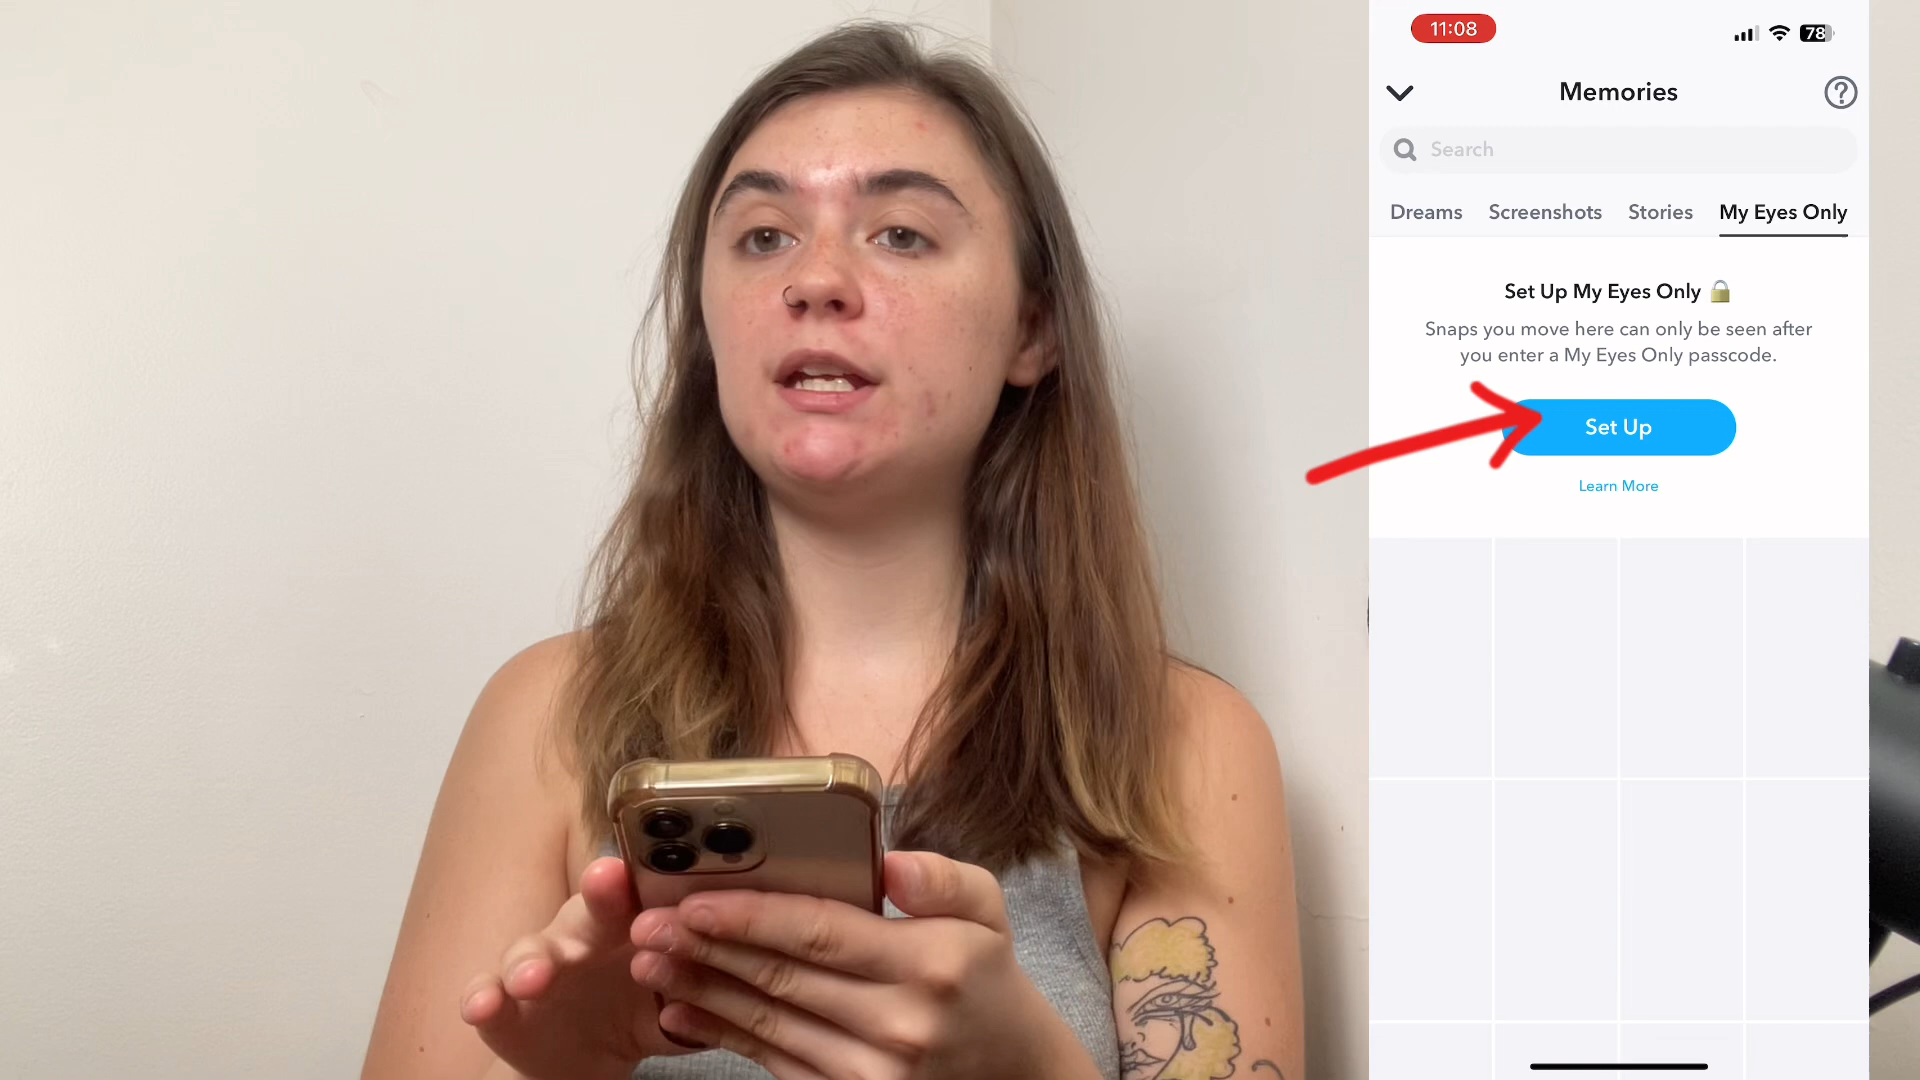 11:08
78
Memories
Search
Dreams Screenshots Stories My Eyes Only
Set Up My Eyes Only
Snaps you move here can only be seen after
you enter a My Eyes Only passcode.
Set Up
Learn More